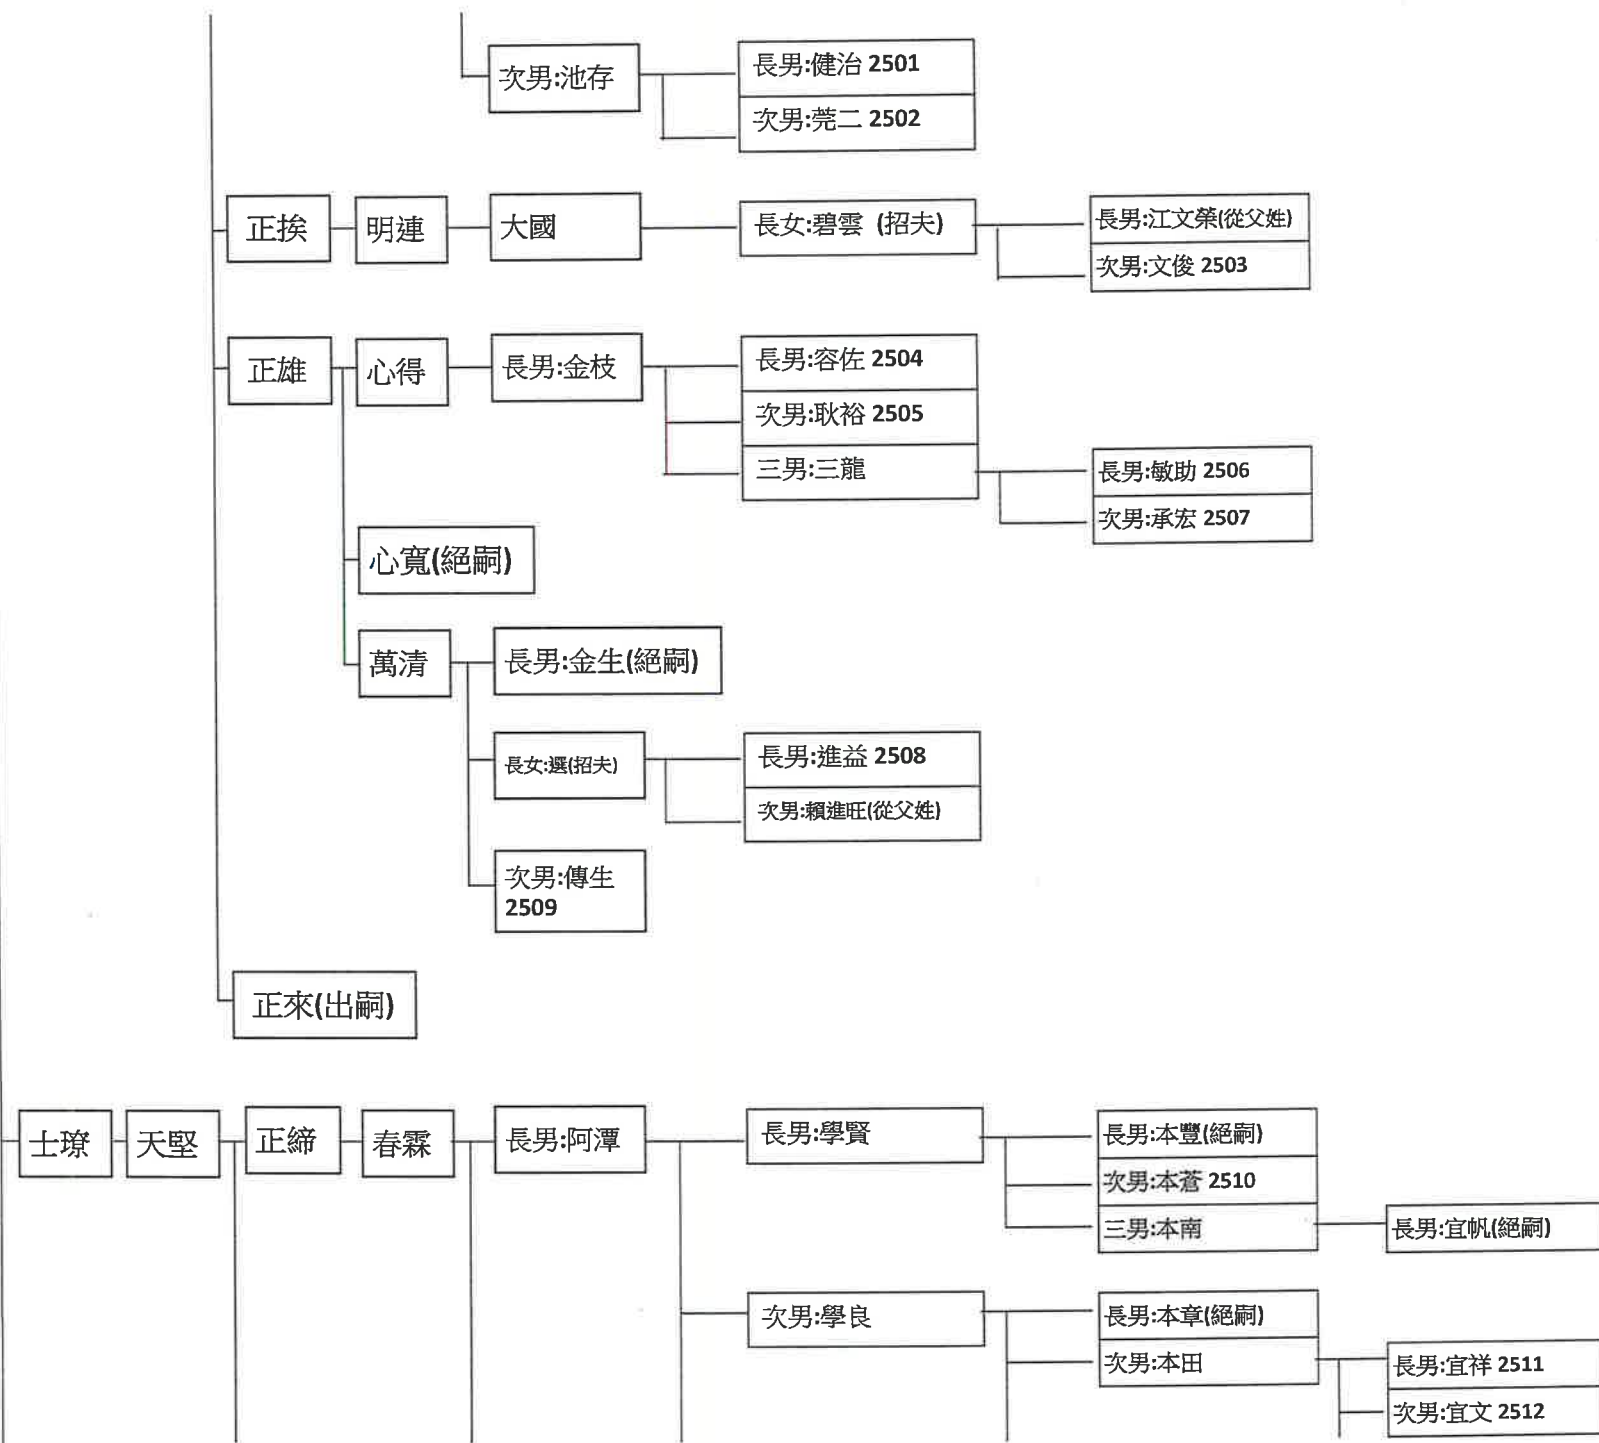 次男:池存
長男:健治 2501
次男:莞二 2502
正挨
明連
大國
長女:碧雲 (招夫)
長男:江文榮(從父姓)
次男:文俊 2503
正雄
心得
長男:金枝
長男:容佐 2504
次男:耿裕 2505
三男:三龍
長男:敏助 2506
次男:承宏 2507
心寬(絕嗣)
萬清
長男:金生(絕嗣)
長女:選(招夫)
長男:進益 2508
次男:賴進旺(從父姓)
次男:傳生
2509
正來(出嗣)
士璙
天堅
正締
春霖
長男:阿潭
長男:學賢
長男:本豐(絕嗣)
次男:本蒼 2510
三男:本南
長男:宜帆(絕嗣)
次男:學良
長男:本章(絕嗣)
次男:本田
長男:宜祥 2511
次男:宜文 2512